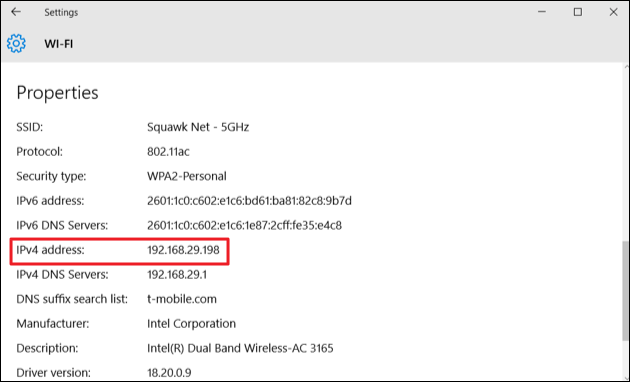 Settings
WI-FI
Properties
SSID: Squawk Net - 5GHz
Protocol: 802.11ac
Security type: WPA2-Personal
IPv6 address: 2601:1c0:c602:e1c6:bd61:ba81:82c8:9b7d
IPv6 DNS Servers: 2601:1c0:c602:e1c6:1e87:2cff:fe35:e4c8
IPv4 address: 192.168.29.198
IPv4 DNS Servers: 192.168.29.1
DNS suffix search list: t-mobile.com
Manufacturer: Intel Corporation
Description: Intel(R) Dual Band Wireless-AC 3165
Driver version: 18.20.0.9